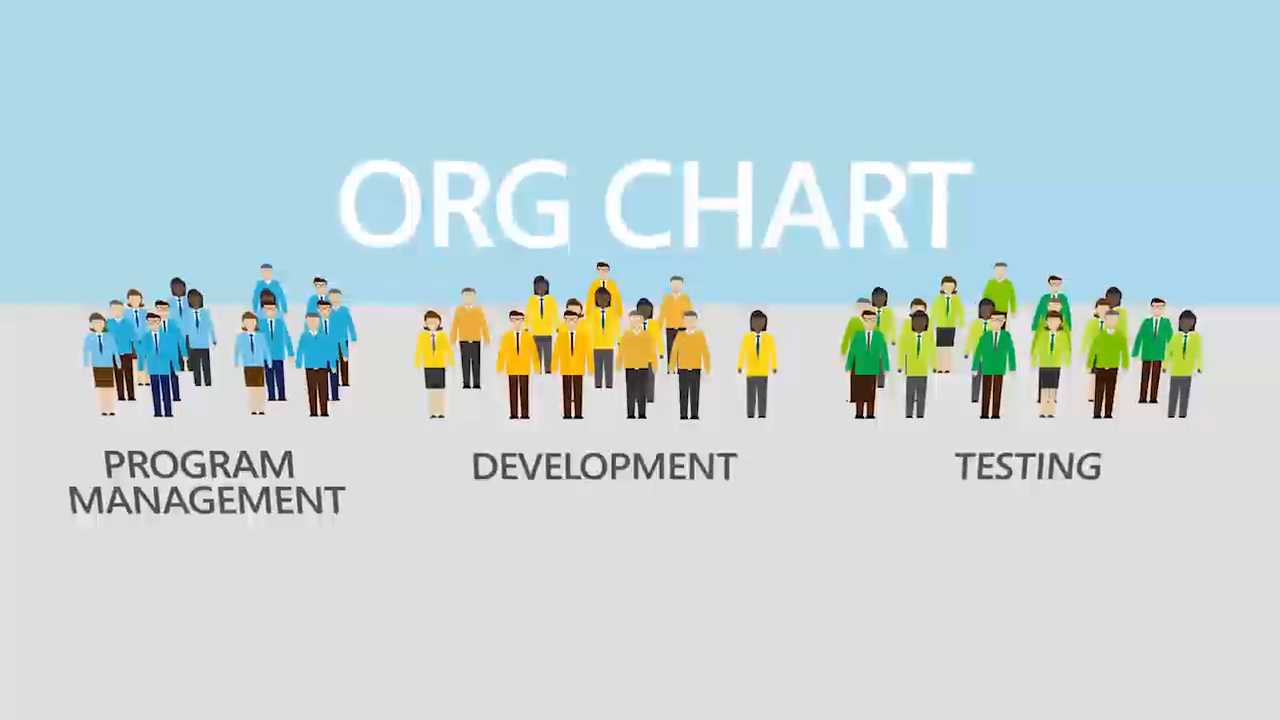 ORG CHART
PROGRAM
MANAGEMENT
DEVELOPMENT
TESTING